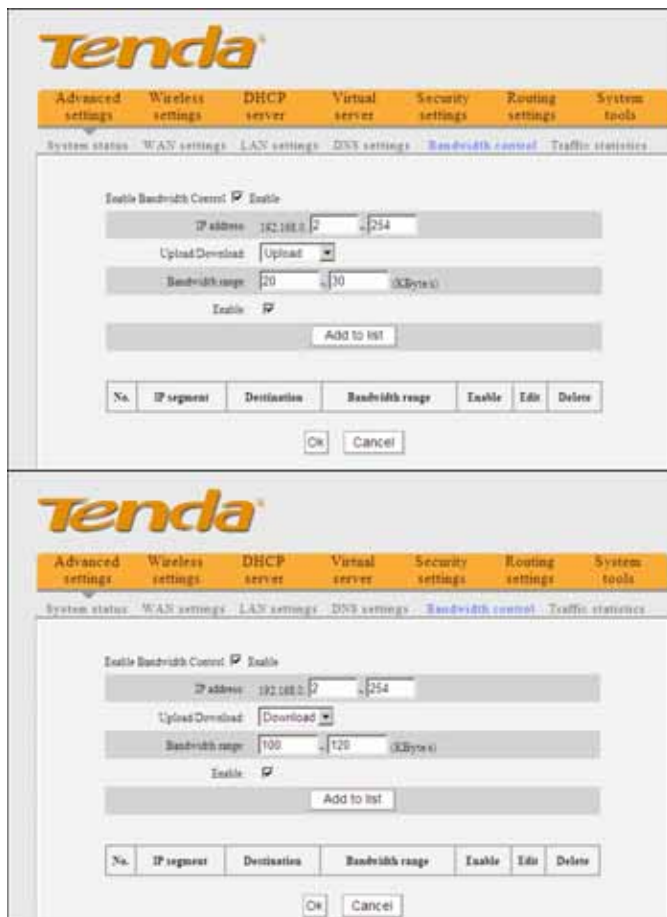 Tenda
Advanced settings Wireless settings DHCP server Virtual server Security settings Routing settings System tools
System status WAN settings LAN settings DNS settings Bandwidth control Traffic statistics
Enable Bandwidth Control Enable
IP address 192.168.0. 2 ~ 254
Upload/Download Upload
Bandwidth range 20 ~ 30 (KByte/s)
Enable
Add to list
No. IP segment Destination Bandwidth range Enable Edit Delete
Ok Cancel
Tenda
Advanced settings Wireless settings DHCP server Virtual server Security settings Routing settings System tools
System status WAN settings LAN settings DNS settings Bandwidth control Traffic statistics
Enable Bandwidth Control Enable
IP address 192.168.0. 2 ~ 254
Upload/Download Download
Bandwidth range 100 ~ 120 (KByte/s)
Enable
Add to list
No. IP segment Destination Bandwidth range Enable Edit Delete
Ok Cancel